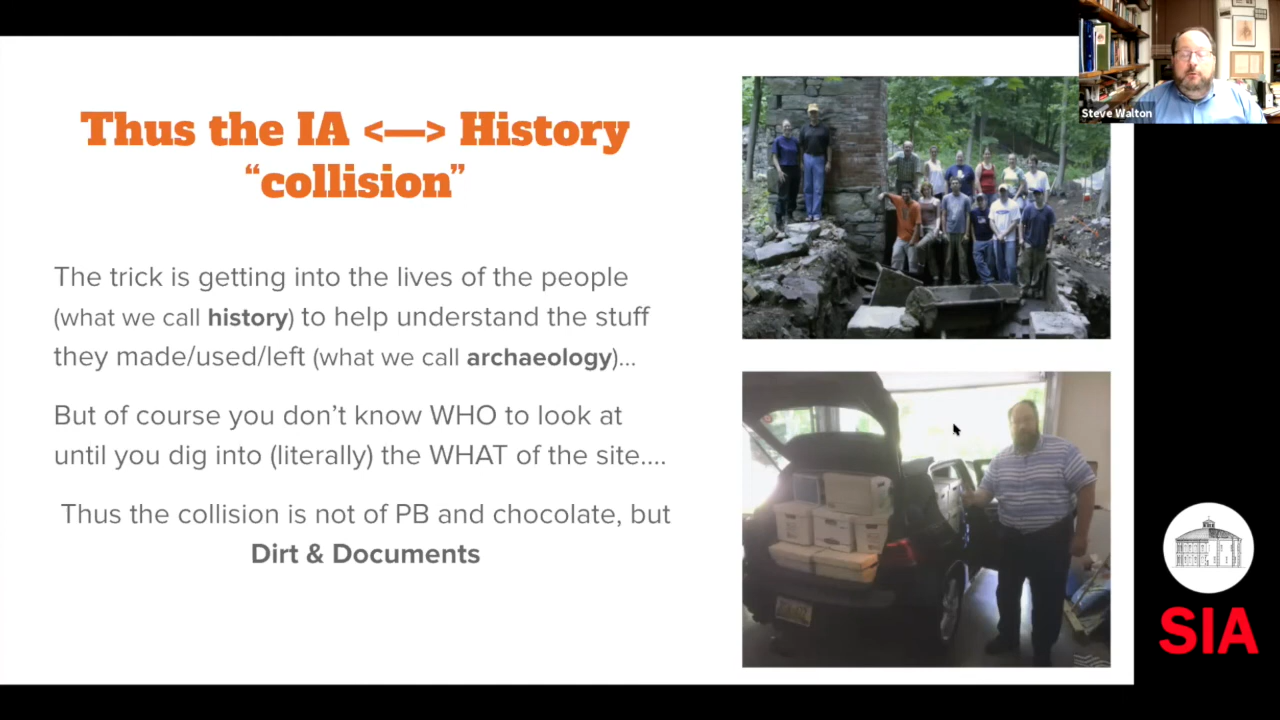 Thus the IA <—> History
“collision”
The trick is getting into the lives of the people
(what we call history) to help understand the stuff
they made/used/left (what we call archaeology)...
But of course you don’t know WHO to look at
until you dig into (literally) the WHAT of the site....
Thus the collision is not of PB and chocolate, but
Dirt & Documents
Steve Walton
SIA